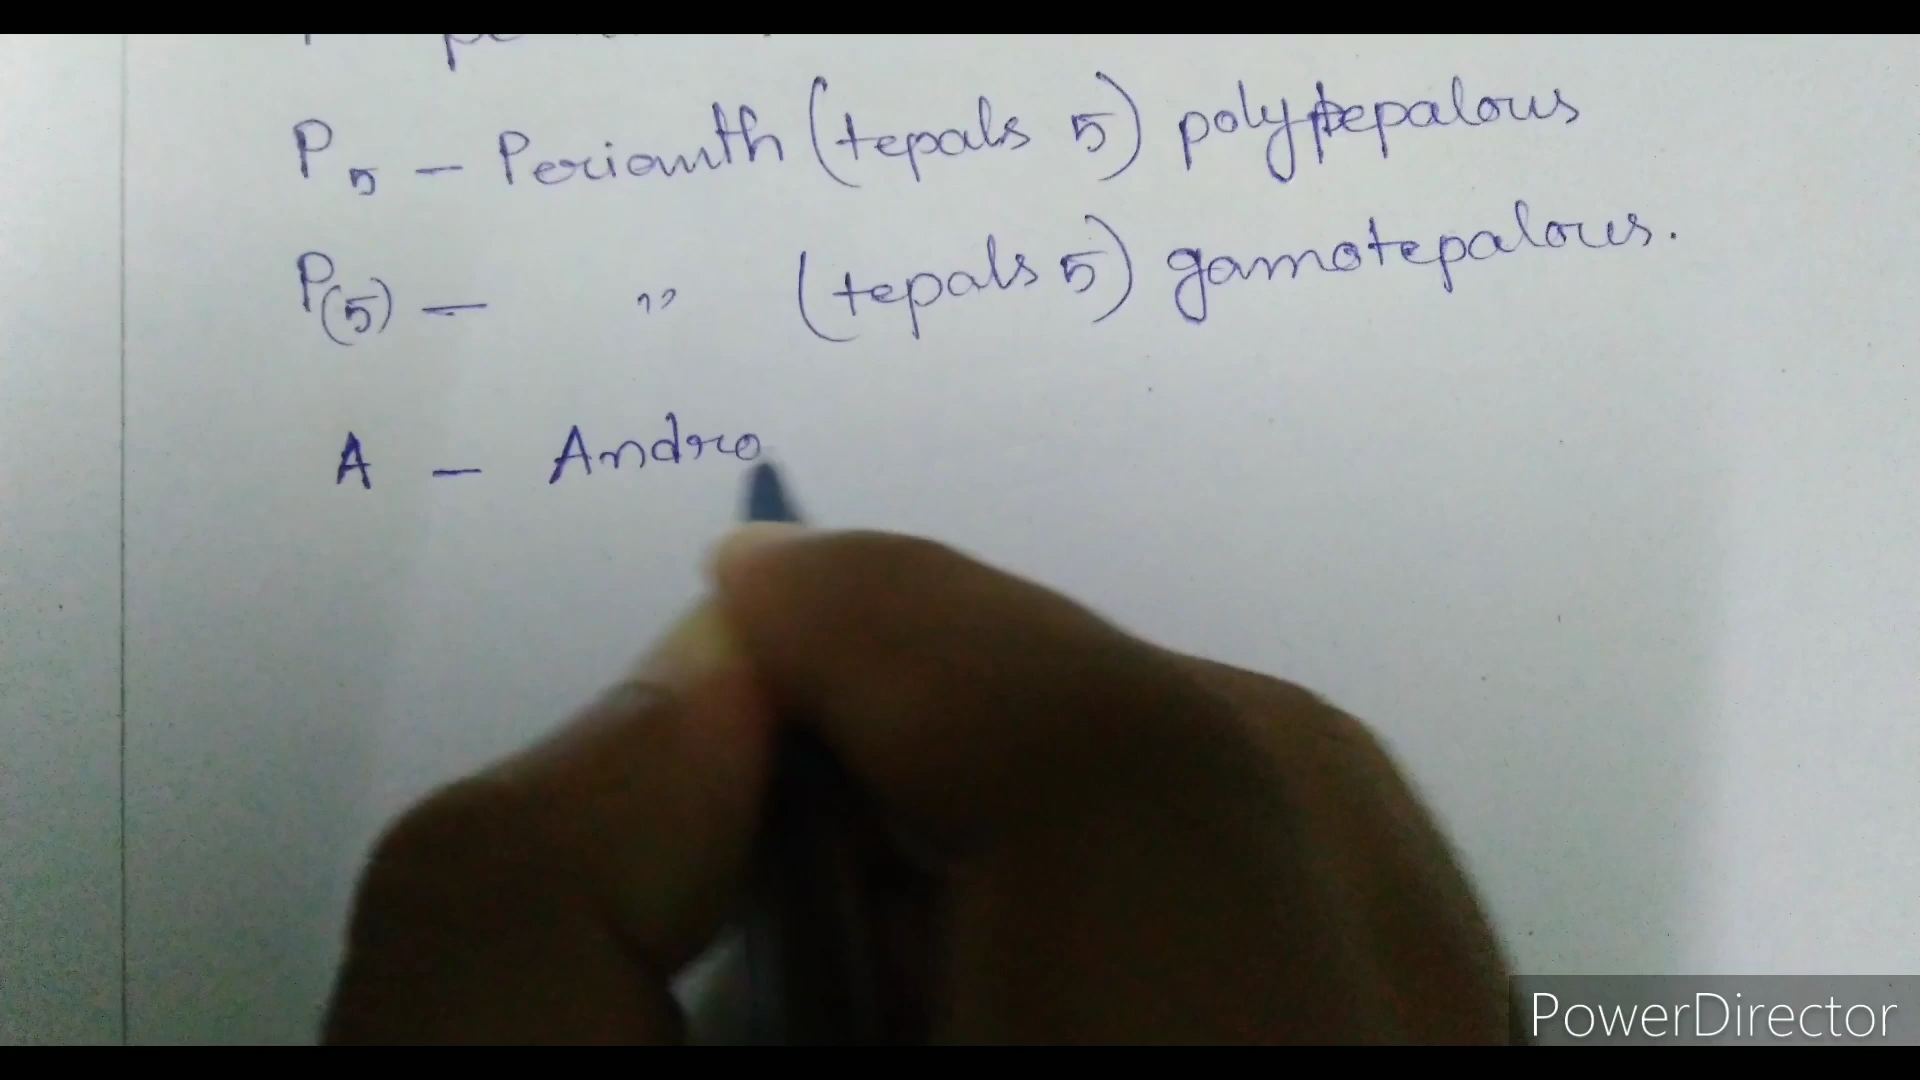 P5 - Perianth (tepals 5) polytepalous
P(5) - " (tepals 5) gamotepalous.
A - Andro
PowerDirector